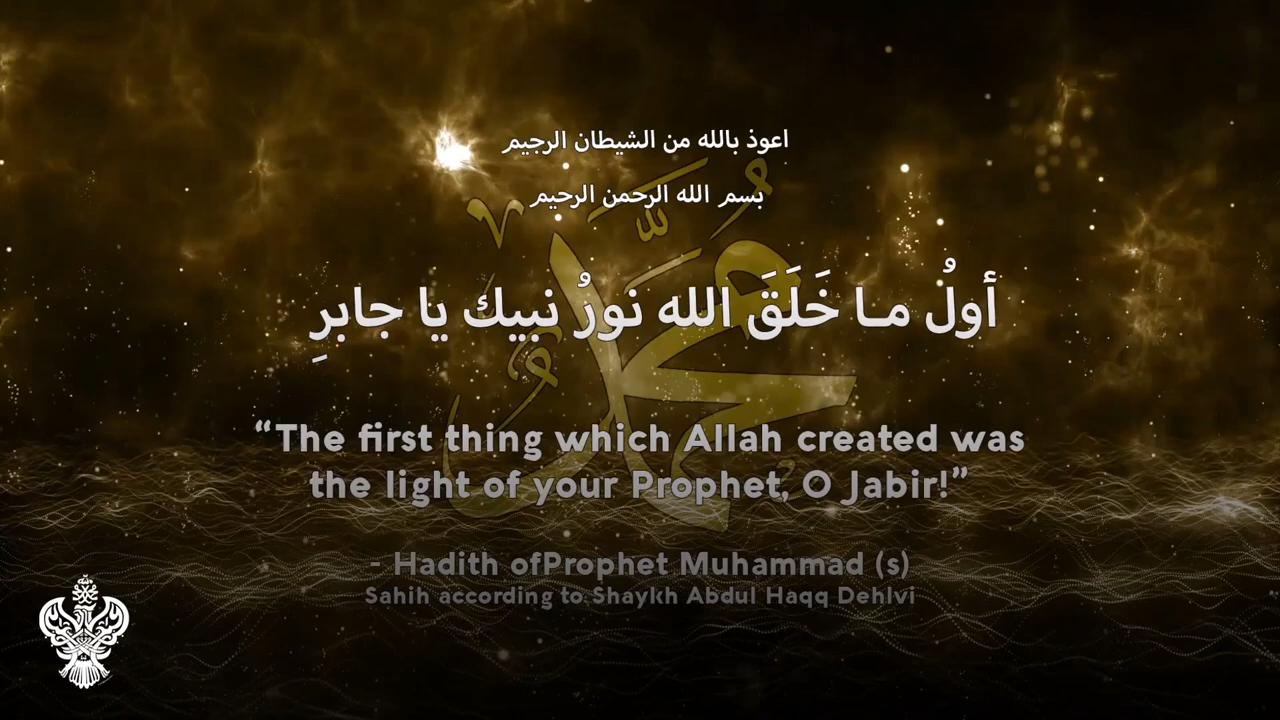 اعوذ بالله من الشيطان الرجيم
بسم الله الرحمن الرحيم
أولُ ما خَلَقَ الله نورُ نبيك يا جابرِ
محمد
“The first thing which Allah created was
the light of your Prophet, O Jabir!”
- Hadith ofProphet Muhammad (s)
Sahih according to Shaykh Abdul Haqq Dehlvi